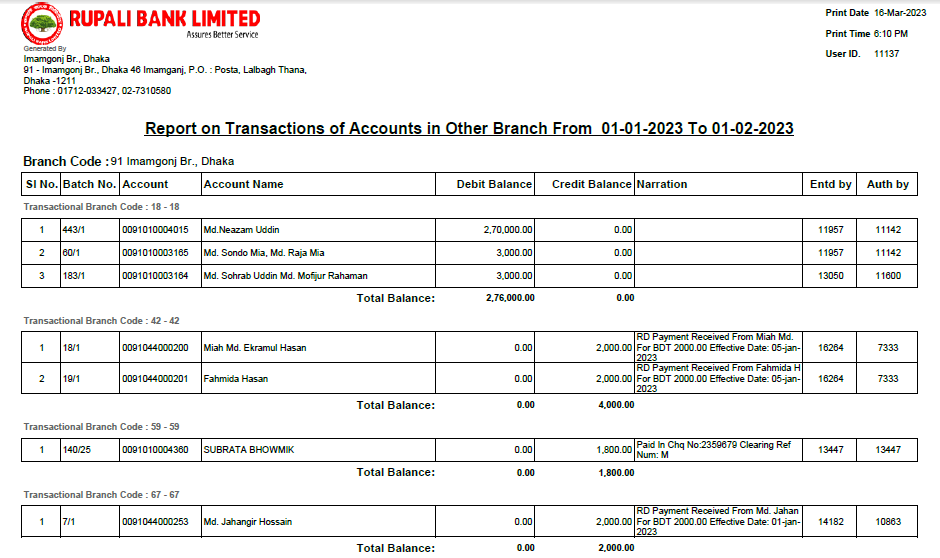 RUPALI BANK LIMITED
Assures Better Service
Print Date 16-Mar-2023
Print Time 6:10 PM
User ID. 11137
Generated By
Imamgonj Br., Dhaka
91 - Imamgonj Br., Dhaka 46 Imamganj, P.O. : Posta, Lalbagh Thana,
Dhaka -1211
Phone : 01712-033427, 02-7310580
Report on Transactions of Accounts in Other Branch From 01-01-2023 To 01-02-2023
Branch Code : 91 Imamgonj Br., Dhaka
Sl No. Batch No. Account Account Name Debit Balance Credit Balance Narration Entd by Auth by
Transactional Branch Code : 18 - 18
1 443/1 0091010004015 Md.Neazam Uddin 2,70,000.00 0.00 11957 11142
2 60/1 0091010003165 Md. Sondo Mia, Md. Raja Mia 3,000.00 0.00 11957 11142
3 183/1 0091010003164 Md. Sohrab Uddin Md. Mofijur Rahaman 3,000.00 0.00 13050 11600
Total Balance: 2,76,000.00 0.00
Transactional Branch Code : 42 - 42
RD Payment Received From Miah Md.
1 18/1 0091044000200 Miah Md. Ekramul Hasan 0.00 2,000.00 For BDT 2000.00 Effective Date: 05-jan- 16264 7333
2023
RD Payment Received From Fahmida H
2 19/1 0091044000201 Fahmida Hasan 0.00 2,000.00 For BDT 2000.00 Effective Date: 05-jan- 16264 7333
2023
Total Balance: 0.00 4,000.00
Transactional Branch Code : 59 - 59
1 140/25 0091010004360 SUBRATA BHOWMIK 0.00 1,800.00 Paid In Chq No:2359679 Clearing Ref 13447 13447
Num: M
Total Balance: 0.00 1,800.00
Transactional Branch Code : 67 - 67
RD Payment Received From Md. Jahan
1 7/1 0091044000253 Md. Jahangir Hossain 0.00 2,000.00 For BDT 2000.00 Effective Date: 01-jan- 14182 10863
2023
Total Balance: 0.00 2,000.00